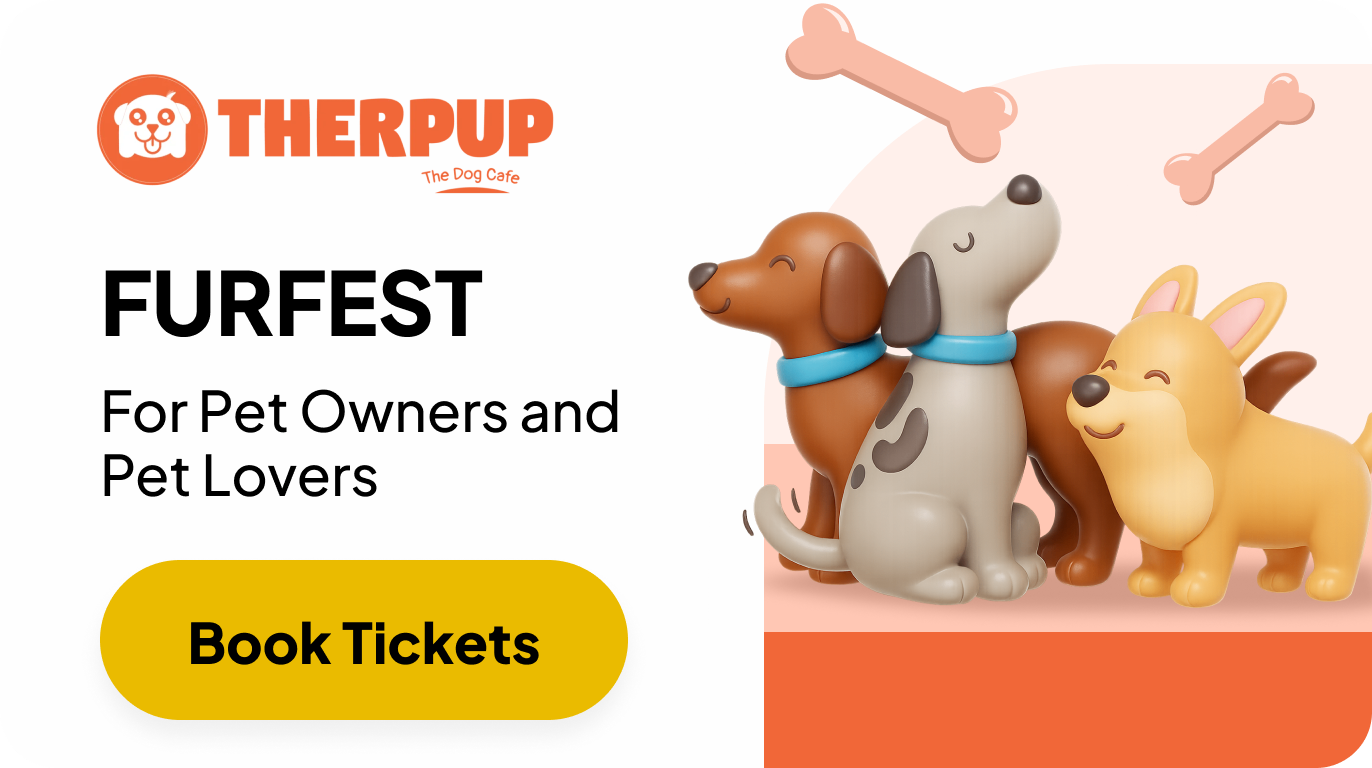 THERPUP
The Dog Cafe
FURFEST
For Pet Owners and
Pet Lovers
Book Tickets